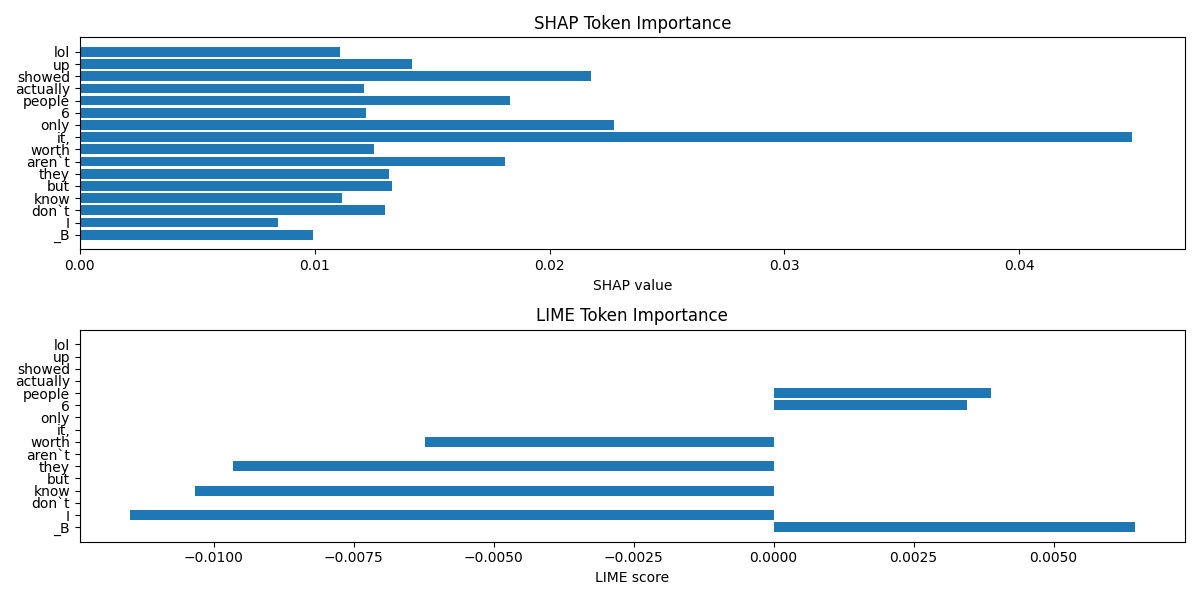 SHAP Token Importance
lol
up
showed
actually
people
6
only
it,
worth
aren`t
they
but
know
don`t
I
_B
0.00 0.01 0.02 0.03 0.04
SHAP value
LIME Token Importance
lol
up
showed
actually
people
6
only
it,
worth
aren`t
they
but
know
don`t
I
_B
−0.0100 −0.0075 −0.0050 −0.0025 0.0000 0.0025 0.0050
LIME score